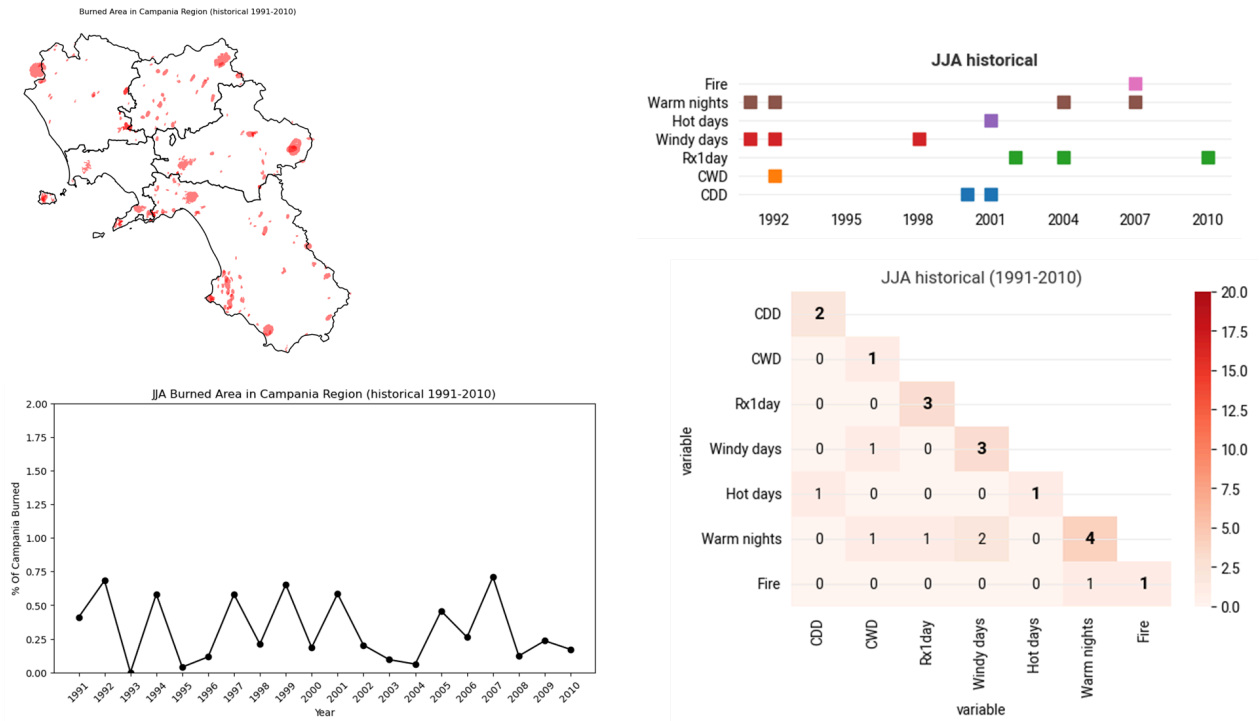 Burned Area in Campania Region (historical 1991-2010)
JJA Burned Area in Campania Region (historical 1991-2010)
% Of Campania Burned
2.00
1.75
1.50
1.25
1.00
0.75
0.50
0.25
0.00
1991 1992 1993 1994 1995 1996 1997 1998 1999 2000 2001 2002 2003 2004 2005 2006 2007 2008 2009 2010
Year
JJA historical
Fire
Warm nights
Hot days
Windy days
Rx1day
CWD
CDD
1992 1995 1998 2001 2004 2007 2010
JJA historical (1991-2010)
variable
CDD 2
CWD 0 1
Rx1day 0 0 3
Windy days 0 1 0 3
Hot days 1 0 0 0 1
Warm nights 0 1 1 2 0 4
Fire 0 0 0 0 0 1 1
CDD CWD Rx1day Windy days Hot days Warm nights Fire
variable
20.0
17.5
15.0
12.5
10.0
7.5
5.0
2.5
0.0